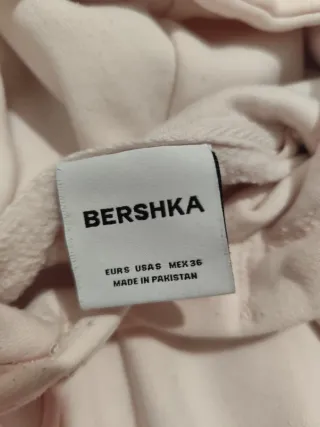 BERSHKA
EUR S USA S MEX 36
MADE IN PAKISTAN